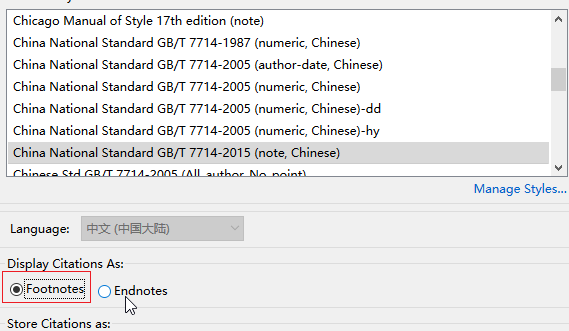 Chicago Manual of Style 17th edition (note)
China National Standard GB/T 7714-1987 (numeric, Chinese)
China National Standard GB/T 7714-2005 (author-date, Chinese)
China National Standard GB/T 7714-2005 (numeric, Chinese)
China National Standard GB/T 7714-2005 (numeric, Chinese)-dd
China National Standard GB/T 7714-2005 (numeric, Chinese)-hy
China National Standard GB/T 7714-2015 (note, Chinese)
Chinese Std GB/T 7714-2005 (All_author_No_point)
Manage Styles...
Language: 中文 (中国大陆)
Display Citations As:
Footnotes Endnotes
Store Citations as: